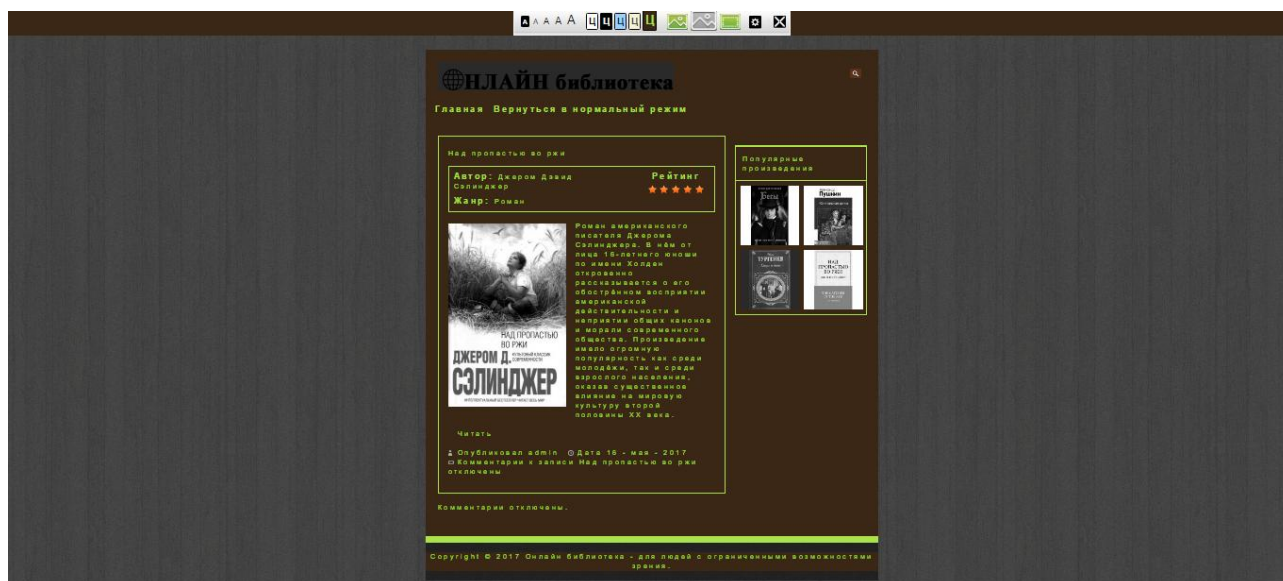 A A A A A Ц Ц Ц Ц Ц
НЛАЙН библиотека
Главная Вернуться в нормальный режим
Над пропастью во ржи
Автор: Джером Дэвид
Сэлинджер
Рейтинг
Жанр: Роман
Роман американского
писателя Джерома
Сэлинджера. В нём от
лица 16-летнего юноши
по имени Холден
откровенно
рассказывается о его
обострённом восприятии
американской
действительности и
неприятии общих канонов
и морали современного
общества. Произведение
имело огромную
популярность как среди
молодёжи, так и среди
взрослого населения,
оказав существенное
влияние на мировую
культуру второй
половины XX века.
НАД ПРОПАСТЬЮ
ВО РЖИ
ДЖЕРОМ Д.
СЭЛИНДЖЕР
Читать
Опубликовал admin Дата 16 - мая - 2017
Комментарии к записи Над пропастью во ржи
отключены
Комментарии отключены.
Популярные
произведения
Бесы
Пушкин
ТУРГЕНЕВ
НАД
ПРОПАСТЬЮ
ВО РЖИ
Copyright © 2017 Онлайн библиотека - для людей с ограниченными возможностями
зрения.